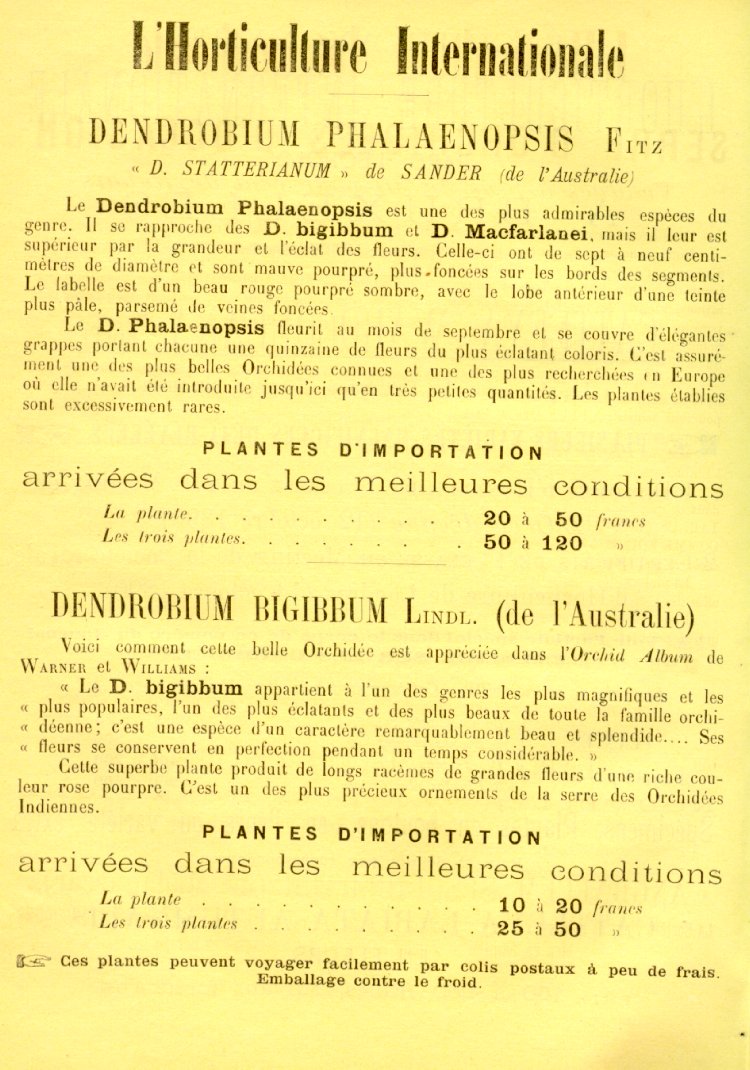 L'Horticulture Internationale
DENDROBIUM PHALAENOPSIS FITZ
« D. STATTERIANUM » de SANDER (de l'Australie)
Le Dendrobium Phalaenopsis est une des plus admirables espèces du
genre. Il se rapproche des D. bigibbum et D. Macfarlanei, mais il leur est
supérieur par la grandeur et l'éclat des fleurs. Celle-ci ont de sept à neuf centi-
mètres de diamètre et sont mauve pourpré, plus foncées sur les bords des segments.
Le labelle est d'un beau rouge pourpré sombre, avec le lobe antérieur d'une teinte
plus pâle, parsemé de veines foncées.
Le D. Phalaenopsis fleurit au mois de septembre et se couvre d'élégantes
grappes portant chacune une quinzaine de fleurs du plus éclatant coloris. C'est assuré-
ment une des plus belles Orchidées connues et une des plus recherchées en Europe
où elle n'avait été introduite jusqu'ici qu'en très petites quantités. Les plantes établies
sont excessivement rares.
PLANTES D'IMPORTATION
arrivées dans les meilleures conditions
La plante. . . . . . . . . . 20 à 50 francs
Les trois plantes. . . . . . . 50 à 120 »
DENDROBIUM BIGIBBUM LINDL. (de l'Australie)
Voici comment cette belle Orchidée est appréciée dans l'Orchid Album de
WARNER et WILLIAMS :
« Le D. bigibbum appartient à l'un des genres les plus magnifiques et les
« plus populaires, l'un des plus éclatants et des plus beaux de toute la famille orchi-
« déenne; c'est une espèce d'un caractère remarquablement beau et splendide.... Ses
« fleurs se conservent en perfection pendant un temps considérable. »
Cette superbe plante produit de longs racèmes de grandes fleurs d'une riche cou-
leur rose pourpre. C'est un des plus précieux ornements de la serre des Orchidées
Indiennes.
PLANTES D'IMPORTATION
arrivées dans les meilleures conditions
La plante . . . . . . . . . . 10 à 20 francs
Les trois plantes . . . . . . . . 25 à 50 »
☞ Ces plantes peuvent voyager facilement par colis postaux à peu de frais.
Emballage contre le froid.